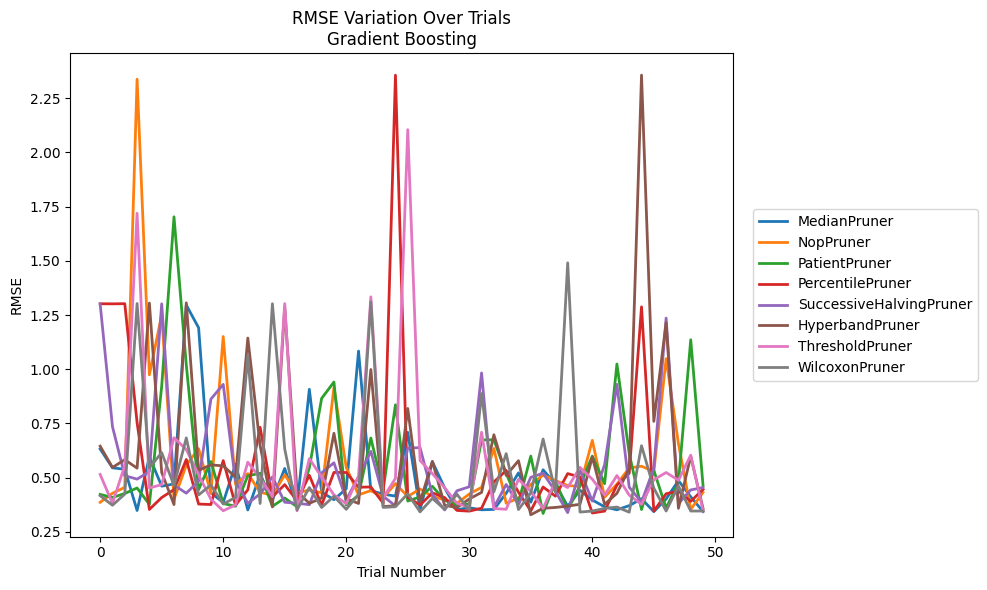 RMSE Variation Over Trials
Gradient Boosting
RMSE
2.25
2.00
1.75
1.50
1.25
1.00
0.75
0.50
0.25
0 10 20 30 40 50
Trial Number
MedianPruner
NopPruner
PatientPruner
PercentilePruner
SuccessiveHalvingPruner
HyperbandPruner
ThresholdPruner
WilcoxonPruner